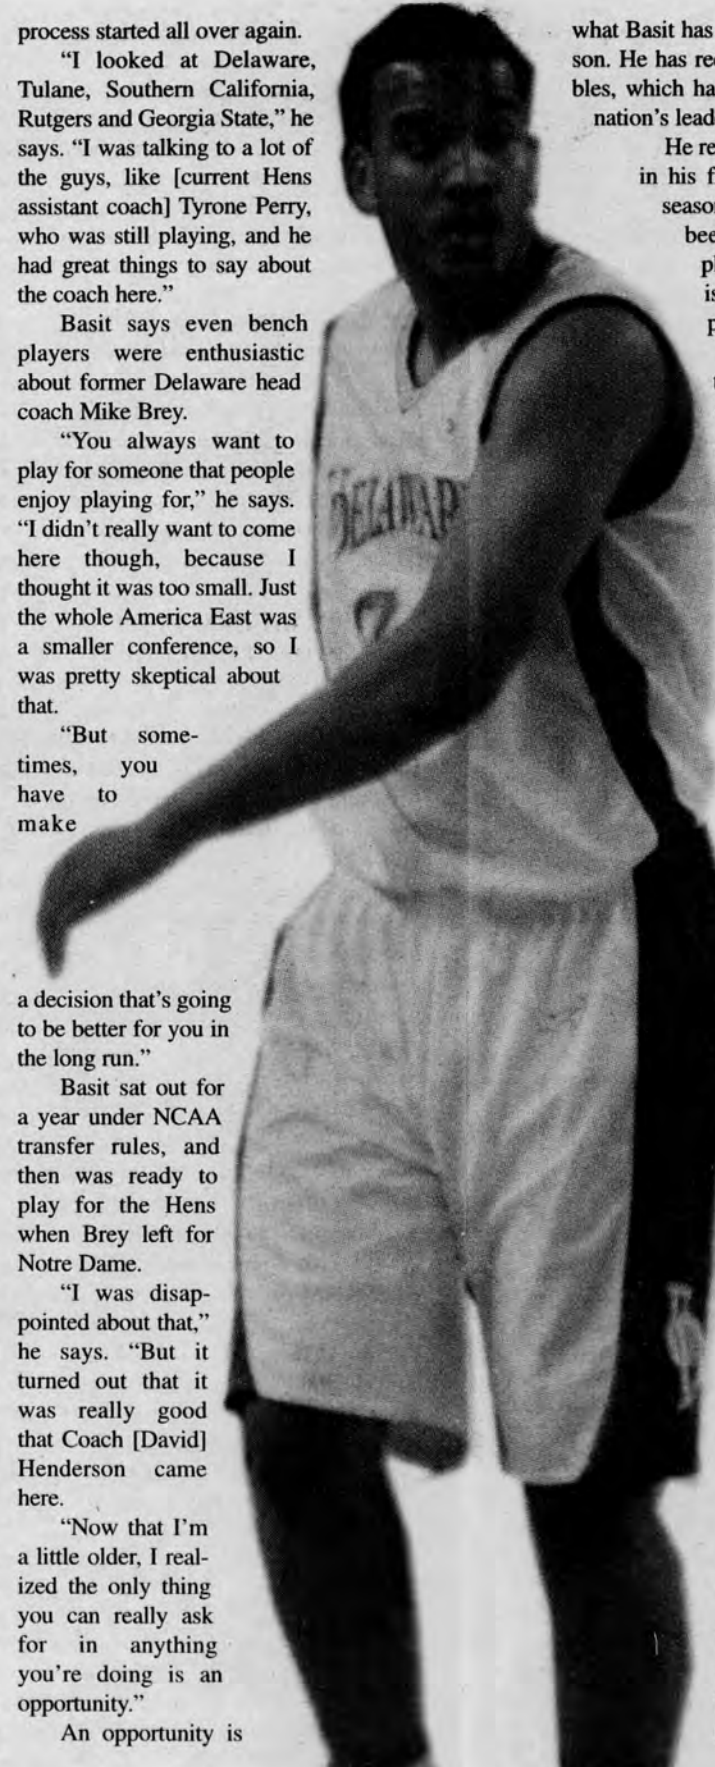 process started all over again.
“I looked at Delaware,
Tulane, Southern California,
Rutgers and Georgia State,” he
says. “I was talking to a lot of
the guys, like [current Hens
assistant coach] Tyrone Perry,
who was still playing, and he
had great things to say about
the coach here.”
Basit says even bench
players were enthusiastic
about former Delaware head
coach Mike Brey.
“You always want to
play for someone that people
enjoy playing for,” he says.
“I didn’t really want to come
here though, because I
thought it was too small. Just
the whole America East was
a smaller conference, so I
was pretty skeptical about
that.
“But some-
times, you
have to
make
a decision that’s going
to be better for you in
the long run.”
Basit sat out for
a year under NCAA
transfer rules, and
then was ready to
play for the Hens
when Brey left for
Notre Dame.
“I was disap-
pointed about that,”
he says. “But it
turned out that it
was really good
that Coach [David]
Henderson came
here.
“Now that I’m
a little older, I real-
ized the only thing
you can really ask
for in anything
you’re doing is an
opportunity.”
An opportunity is
what Basit has
son. He has
bles, which
nation’s
He
in his
DELAWAR